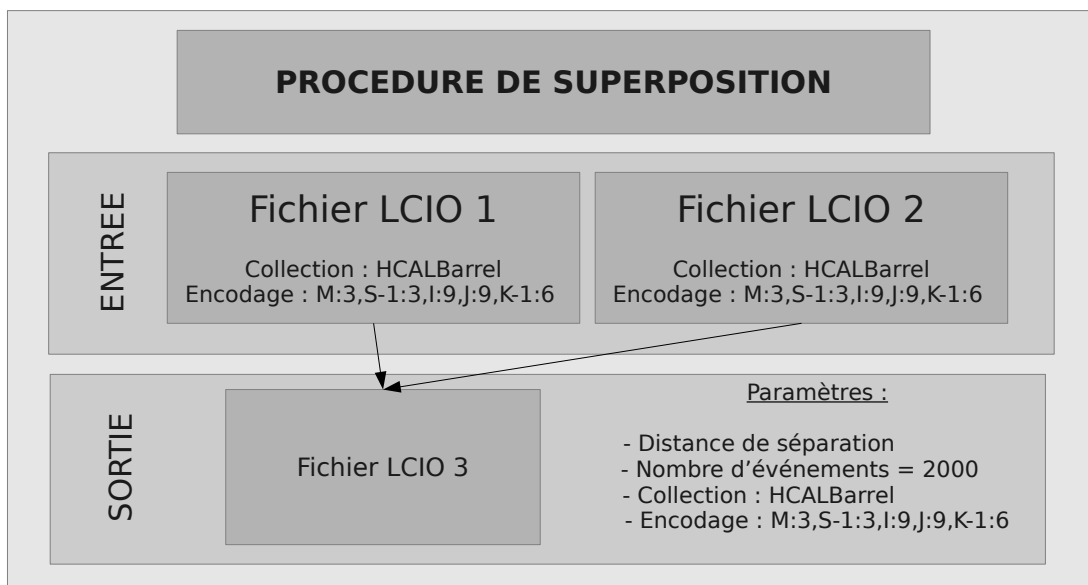 PROCEDURE DE SUPERPOSITION
ENTREE
Fichier LCIO 1
Collection : HCALBarrel
Encodage : M:3,S-1:3,I:9,J:9,K-1:6
Fichier LCIO 2
Collection : HCALBarrel
Encodage : M:3,S-1:3,I:9,J:9,K-1:6
SORTIE
Fichier LCIO 3
Paramètres :
- Distance de séparation
- Nombre d’événements = 2000
- Collection : HCALBarrel
- Encodage : M:3,S-1:3,I:9,J:9,K-1:6